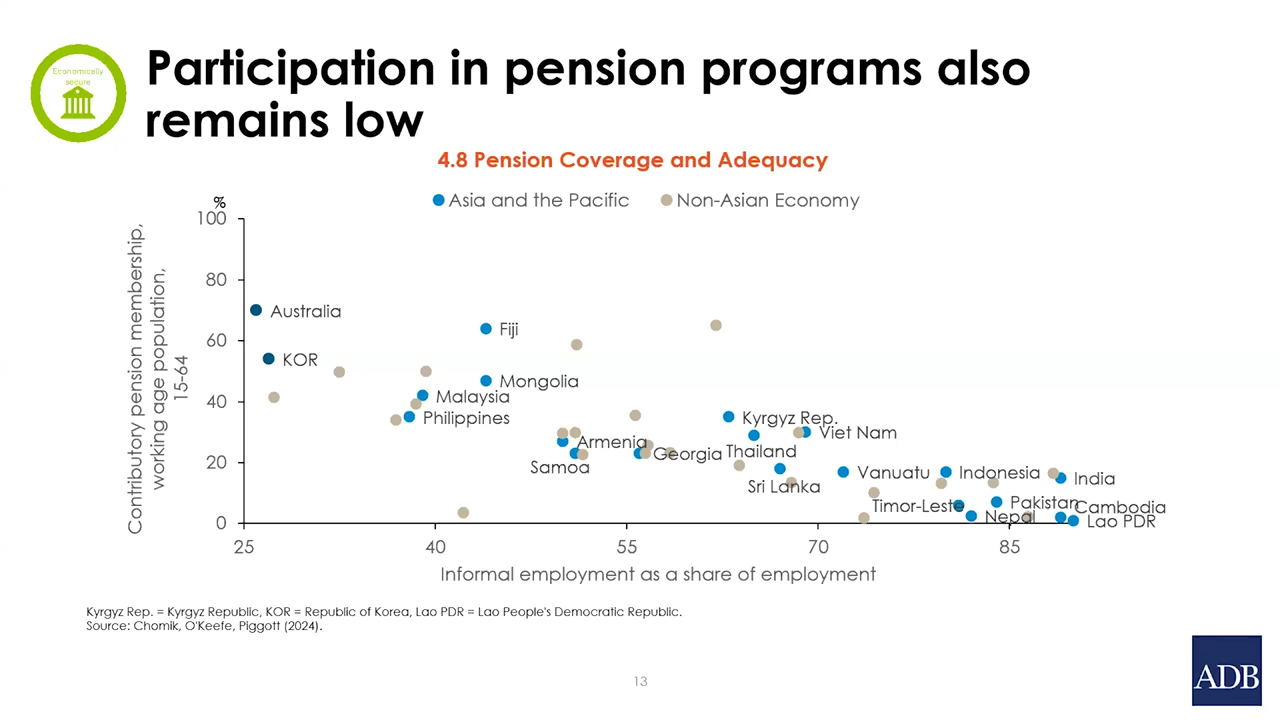 Economically
secure
Participation in pension programs also
remains low
4.8 Pension Coverage and Adequacy
Asia and the Pacific
Non-Asian Economy
%
Contributory pension membership,
working age population,
15-64
100
80
60
40
20
0
Australia
KOR
Fiji
Mongolia
Malaysia
Philippines
Armenia
Samoa
Georgia
Kyrgyz Rep.
Viet Nam
Thailand
Sri Lanka
Vanuatu
Indonesia
India
Timor-Leste
Pakistan
Cambodia
Nepal
Lao PDR
25
40
55
70
85
Informal employment as a share of employment
Kyrgyz Rep. = Kyrgyz Republic, KOR = Republic of Korea, Lao PDR = Lao People's Democratic Republic.
Source: Chomik, O'Keefe, Piggott (2024).
13
ADB